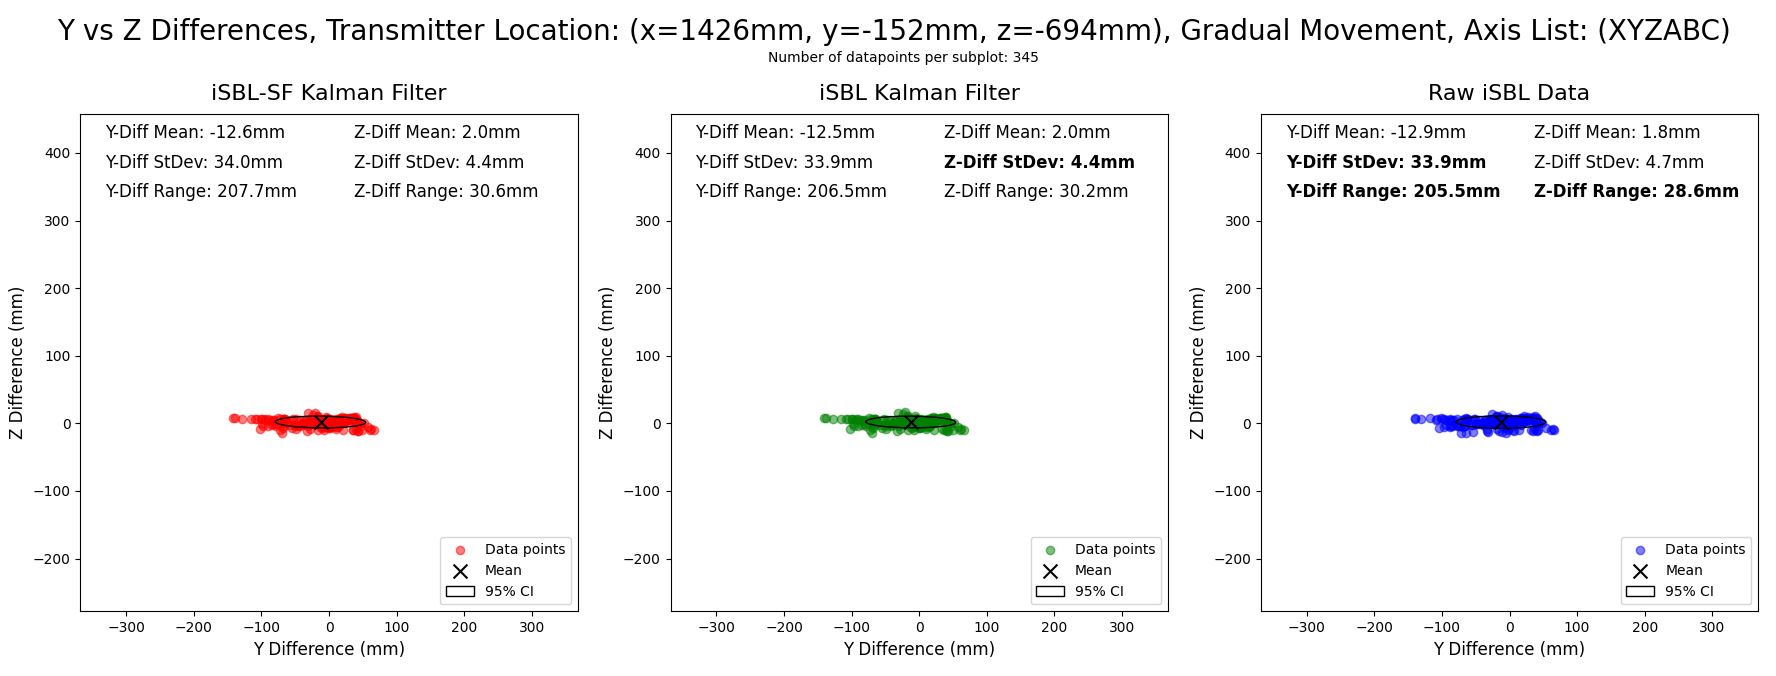 Y vs Z Differences, Transmitter Location: (x=1426mm, y=-152mm, z=-694mm), Gradual Movement, Axis List: (XYZABC)
Number of datapoints per subplot: 345
iSBL-SF Kalman Filter
Y-Diff Mean: -12.6mm
Z-Diff Mean: 2.0mm
Y-Diff StDev: 34.0mm
Z-Diff StDev: 4.4mm
Y-Diff Range: 207.7mm
Z-Diff Range: 30.6mm
Z Difference (mm)
400
300
200
100
0
−100
−200
Data points
Mean
95% CI
−300
−200
−100
0
100
200
300
Y Difference (mm)
iSBL Kalman Filter
Y-Diff Mean: -12.5mm
Z-Diff Mean: 2.0mm
Y-Diff StDev: 33.9mm
Z-Diff StDev: 4.4mm
Y-Diff Range: 206.5mm
Z-Diff Range: 30.2mm
Z Difference (mm)
400
300
200
100
0
−100
−200
Data points
Mean
95% CI
−300
−200
−100
0
100
200
300
Y Difference (mm)
Raw iSBL Data
Y-Diff Mean: -12.9mm
Z-Diff Mean: 1.8mm
Y-Diff StDev: 33.9mm
Z-Diff StDev: 4.7mm
Y-Diff Range: 205.5mm
Z-Diff Range: 28.6mm
Z Difference (mm)
400
300
200
100
0
−100
−200
Data points
Mean
95% CI
−300
−200
−100
0
100
200
300
Y Difference (mm)